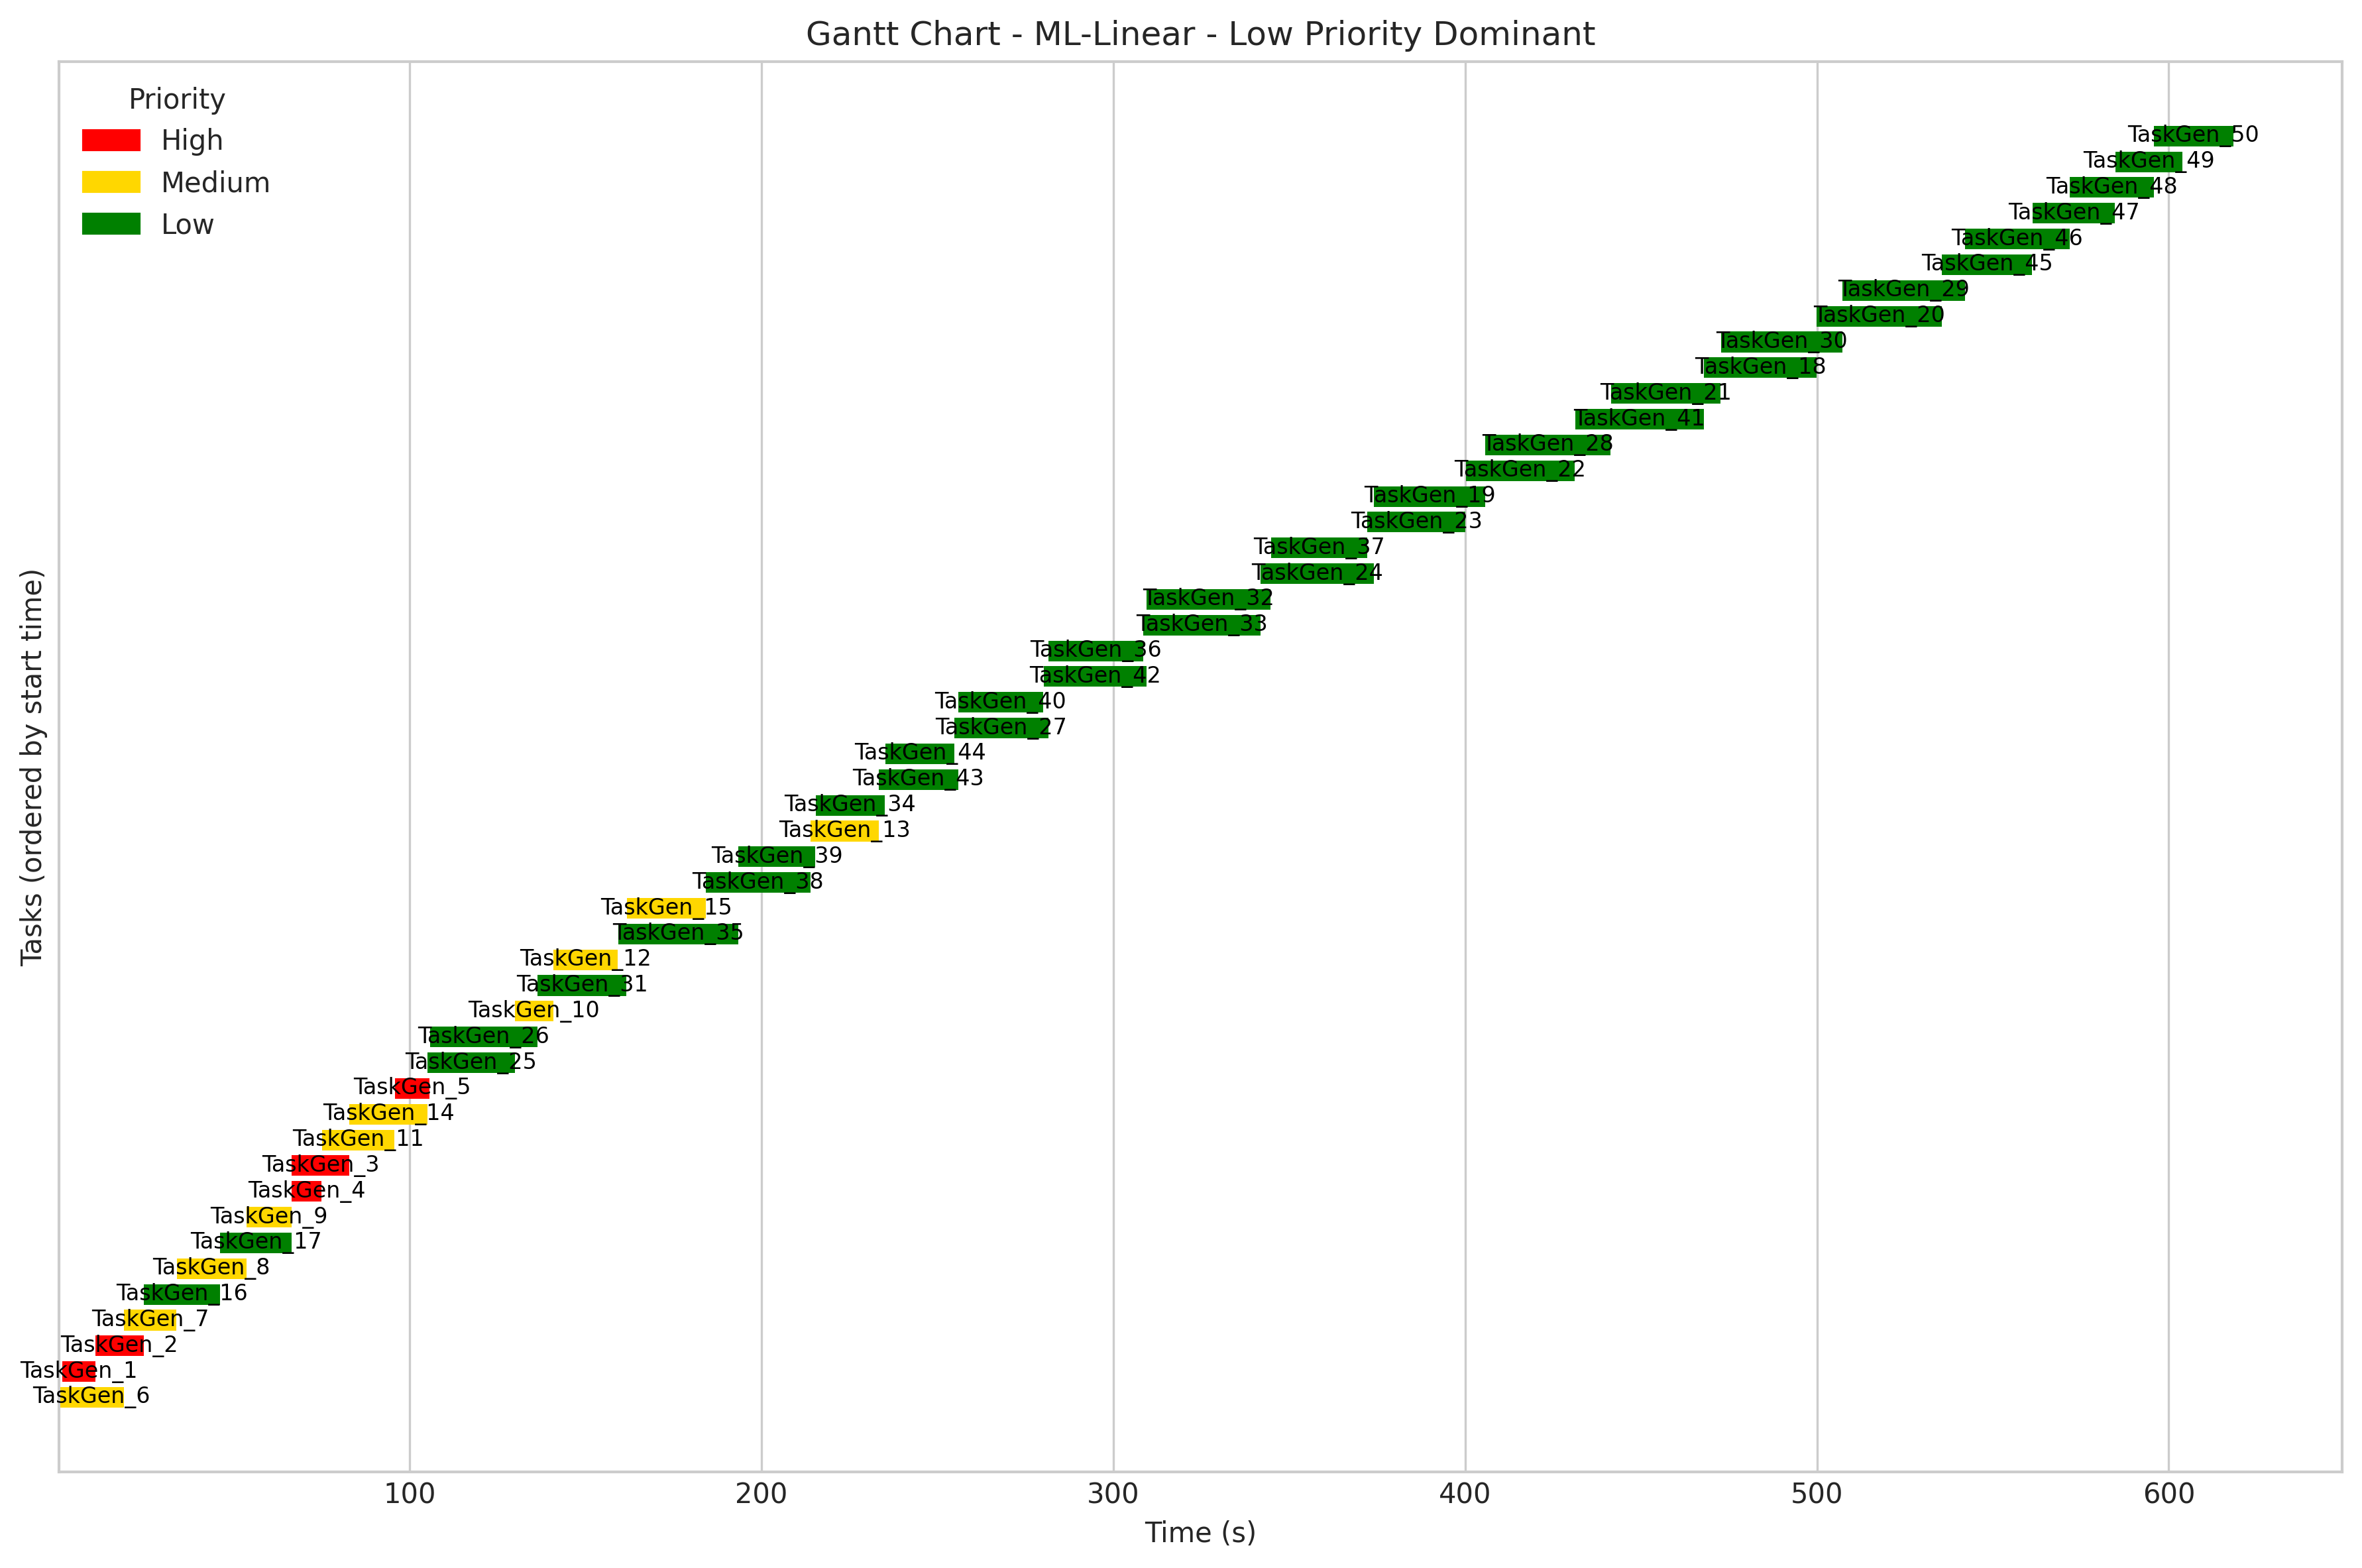 Gantt Chart - ML-Linear - Low Priority Dominant
Priority
High
Medium
Low
TaskGen_50
TaskGen_49
TaskGen_48
TaskGen_47
TaskGen_46
TaskGen_45
TaskGen_29
TaskGen_20
TaskGen_30
TaskGen_18
TaskGen_21
TaskGen_41
TaskGen_28
TaskGen_22
TaskGen_19
TaskGen_23
TaskGen_37
TaskGen_24
TaskGen_32
TaskGen_33
TaskGen_36
TaskGen_42
TaskGen_40
TaskGen_27
TaskGen_44
TaskGen_43
TaskGen_34
TaskGen_13
TaskGen_39
TaskGen_38
TaskGen_15
TaskGen_35
TaskGen_12
TaskGen_31
TaskGen_10
TaskGen_26
TaskGen_25
TaskGen_5
TaskGen_14
TaskGen_11
TaskGen_3
TaskGen_4
TaskGen_9
TaskGen_17
TaskGen_8
TaskGen_16
TaskGen_7
TaskGen_2
TaskGen_1
TaskGen_6
Tasks (ordered by start time)
100 200 300 400 500 600
Time (s)